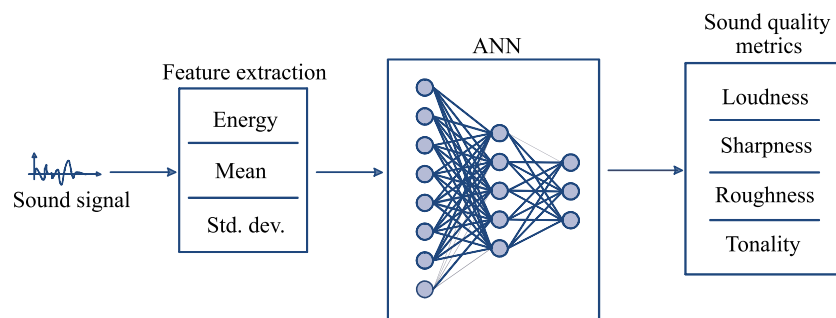 Sound signal
Feature extraction
Energy
Mean
Std. dev.
ANN
Sound quality
metrics
Loudness
Sharpness
Roughness
Tonality